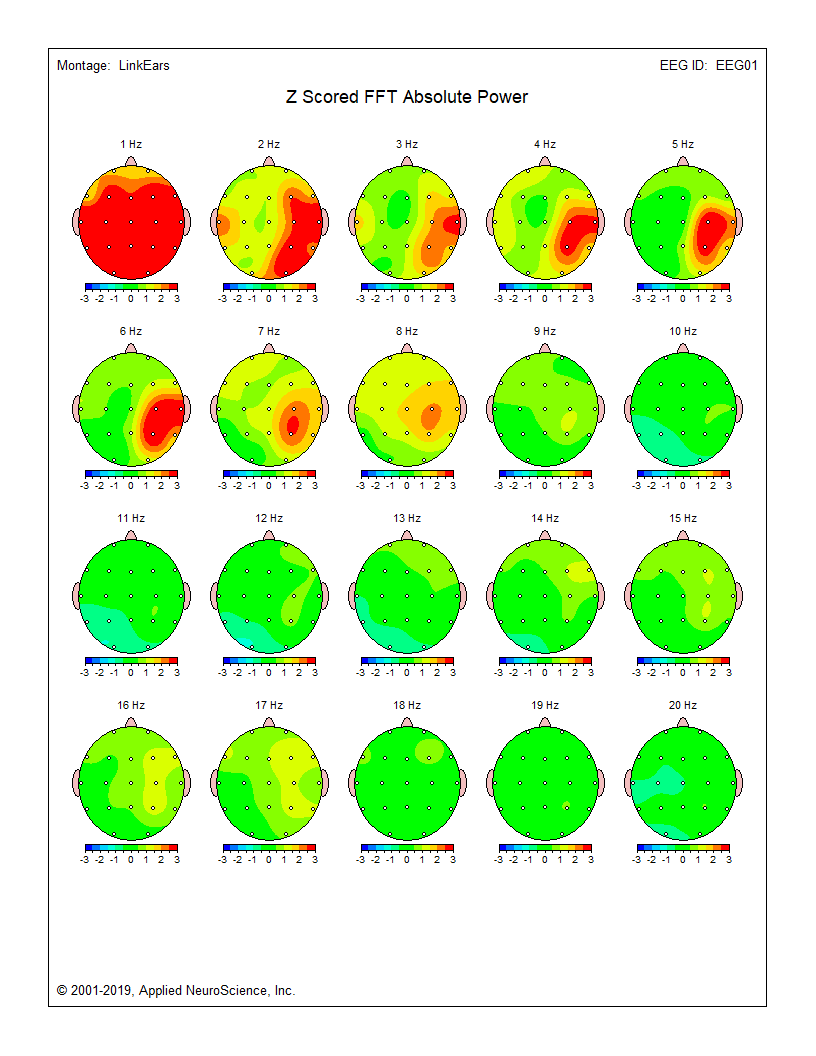 Montage: LinkEars EEG ID: EEG01
Z Scored FFT Absolute Power
1 Hz 2 Hz 3 Hz 4 Hz 5 Hz
-3 -2 -1 0 1 2 3 -3 -2 -1 0 1 2 3 -3 -2 -1 0 1 2 3 -3 -2 -1 0 1 2 3 -3 -2 -1 0 1 2 3
6 Hz 7 Hz 8 Hz 9 Hz 10 Hz
-3 -2 -1 0 1 2 3 -3 -2 -1 0 1 2 3 -3 -2 -1 0 1 2 3 -3 -2 -1 0 1 2 3 -3 -2 -1 0 1 2 3
11 Hz 12 Hz 13 Hz 14 Hz 15 Hz
-3 -2 -1 0 1 2 3 -3 -2 -1 0 1 2 3 -3 -2 -1 0 1 2 3 -3 -2 -1 0 1 2 3 -3 -2 -1 0 1 2 3
16 Hz 17 Hz 18 Hz 19 Hz 20 Hz
-3 -2 -1 0 1 2 3 -3 -2 -1 0 1 2 3 -3 -2 -1 0 1 2 3 -3 -2 -1 0 1 2 3 -3 -2 -1 0 1 2 3
© 2001-2019, Applied NeuroScience, Inc.